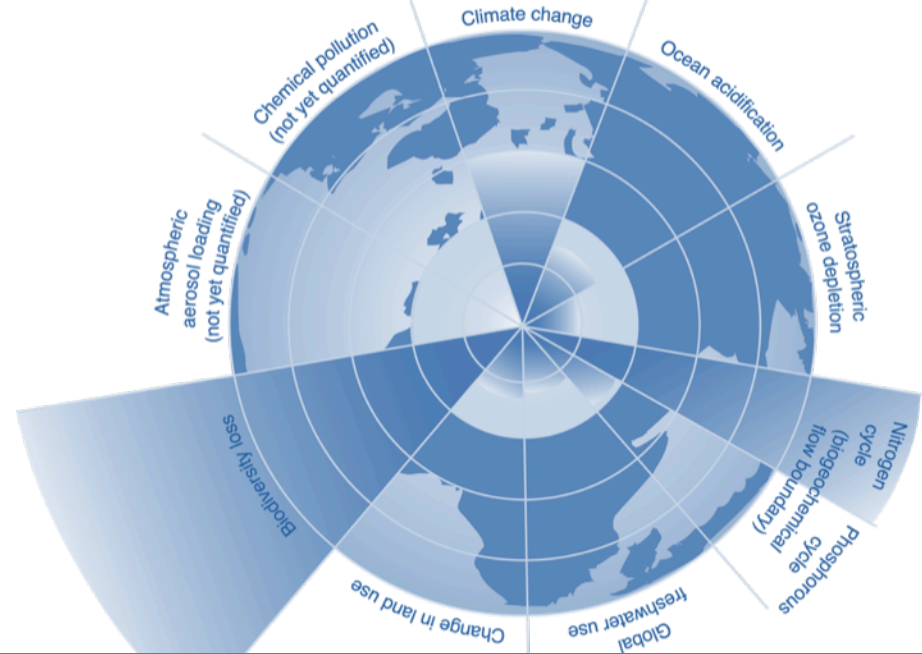 Climate change
Ocean acidification
Stratospheric
ozone depletion
Nitrogen
cycle
(biogeochemical
flow boundary)
Phosphorous
cycle
Global
freshwater use
Change in land use
Biodiversity loss
Atmospheric
aerosol loading
(not yet quantified)
Chemical pollution
(not yet quantified)